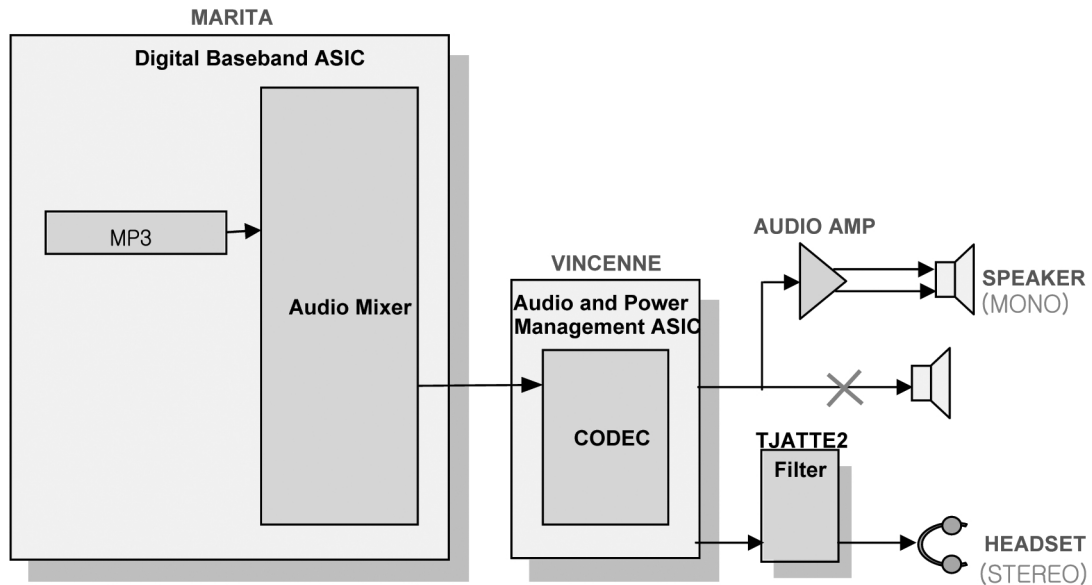 MARITA
Digital Baseband ASIC
MP3
Audio Mixer
VINCENNE
Audio and Power
Management ASIC
CODEC
AUDIO AMP
SPEAKER
(MONO)
TJATTE2
Filter
HEADSET
(STEREO)